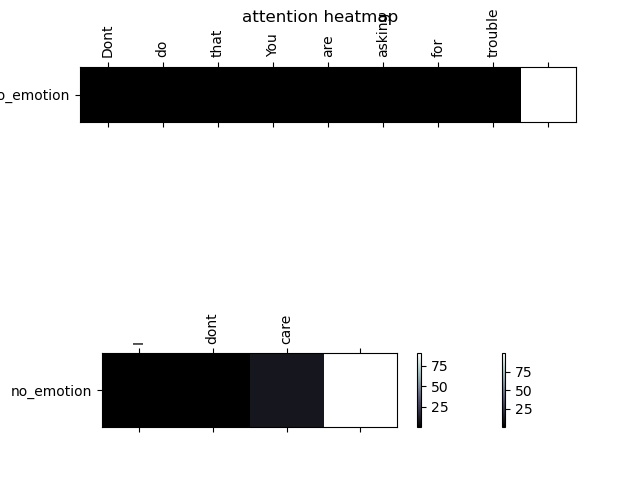 attention heatmap
Dont do that You are asking for trouble
o_emotion
I dont care
no_emotion
75 50 25
75 50 25